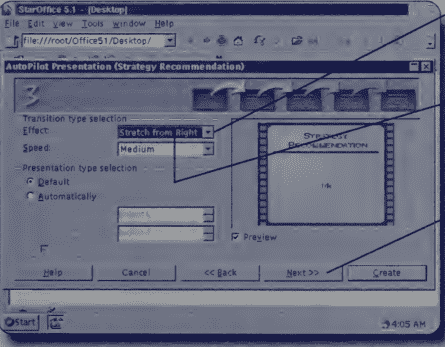 StarOffice 5.1 - [Desktop]
File Edit View Tools Window Help
file:///root/Office51/Desktop/
AutoPilot Presentation (Strategy Recommendation)
3
Transition type selection
Effect: Stretch from Right
Speed: Medium
Presentation type selection
Default
Automatically
STRATEGY
RECOMMENDATION
Preview
Help Cancel << Back Next >> Create
Start 4:05 AM